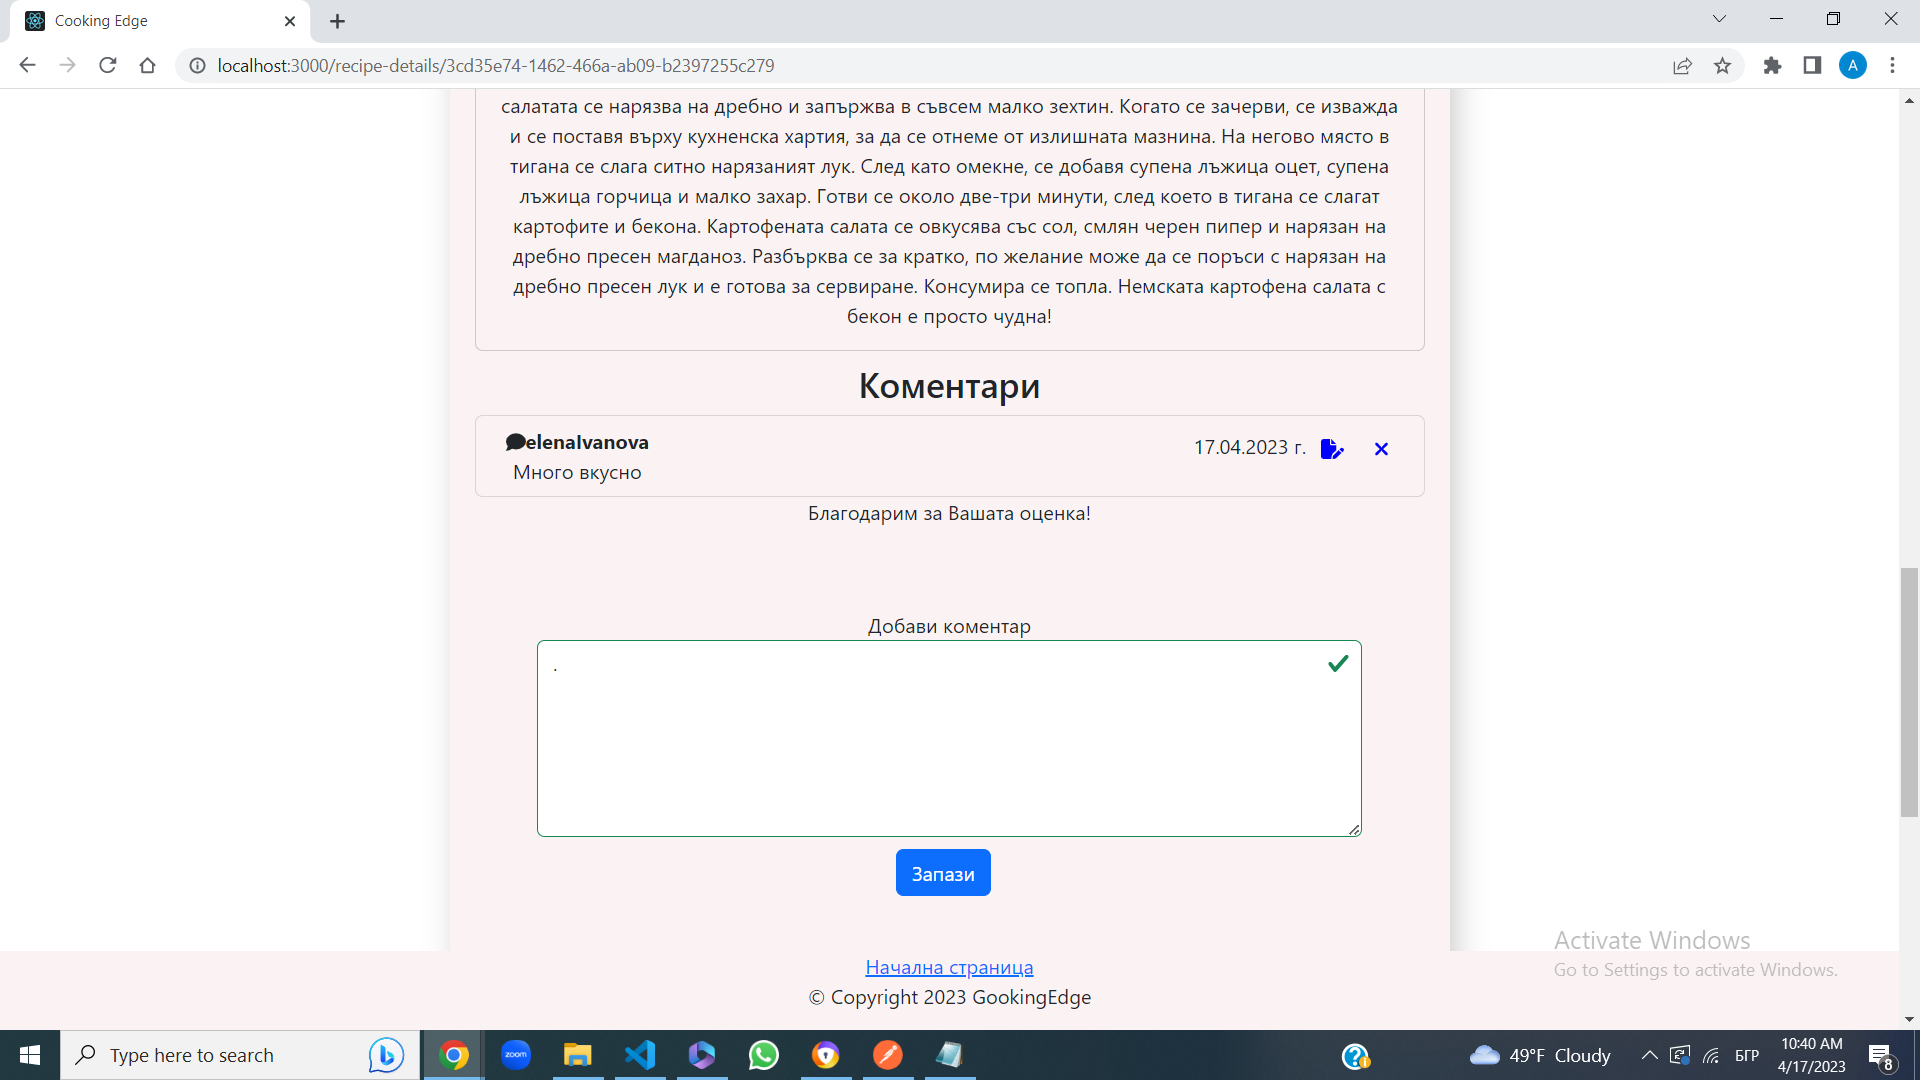 Cooking Edge
localhost:3000/recipe-details/3cd35e74-1462-466a-ab09-b2397255c279
A
салатата се нарязва на дребно и запържва в съвсем малко зехтин. Когато се зачерви, се изважда
и се поставя върху кухненска хартия, за да се отнеме от излишната мазнина. На негово място в
тигана се слага ситно нарязаният лук. След като омекне, се добавя супена лъжица оцет, супена
лъжица горчица и малко захар. Готви се около две-три минути, след което в тигана се слагат
картофите и бекона. Картофената салата се овкусява със сол, смлян черен пипер и нарязан на
дребно пресен магданоз. Разбърква се за кратко, по желание може да се поръси с нарязан на
дребно пресен лук и е готова за сервиране. Консумира се топла. Немската картофена салата с
бекон е просто чудна!
Коментари
elenaIvanova
17.04.2023 г.
Много вкусно
Благодарим за Вашата оценка!
Добави коментар
.
Запази
Activate Windows
Go to Settings to activate Windows.
Начална страница
© Copyright 2023 GookingEdge
Type here to search
zoom
49°F Cloudy
БГР
10:40 AM
4/17/2023
8